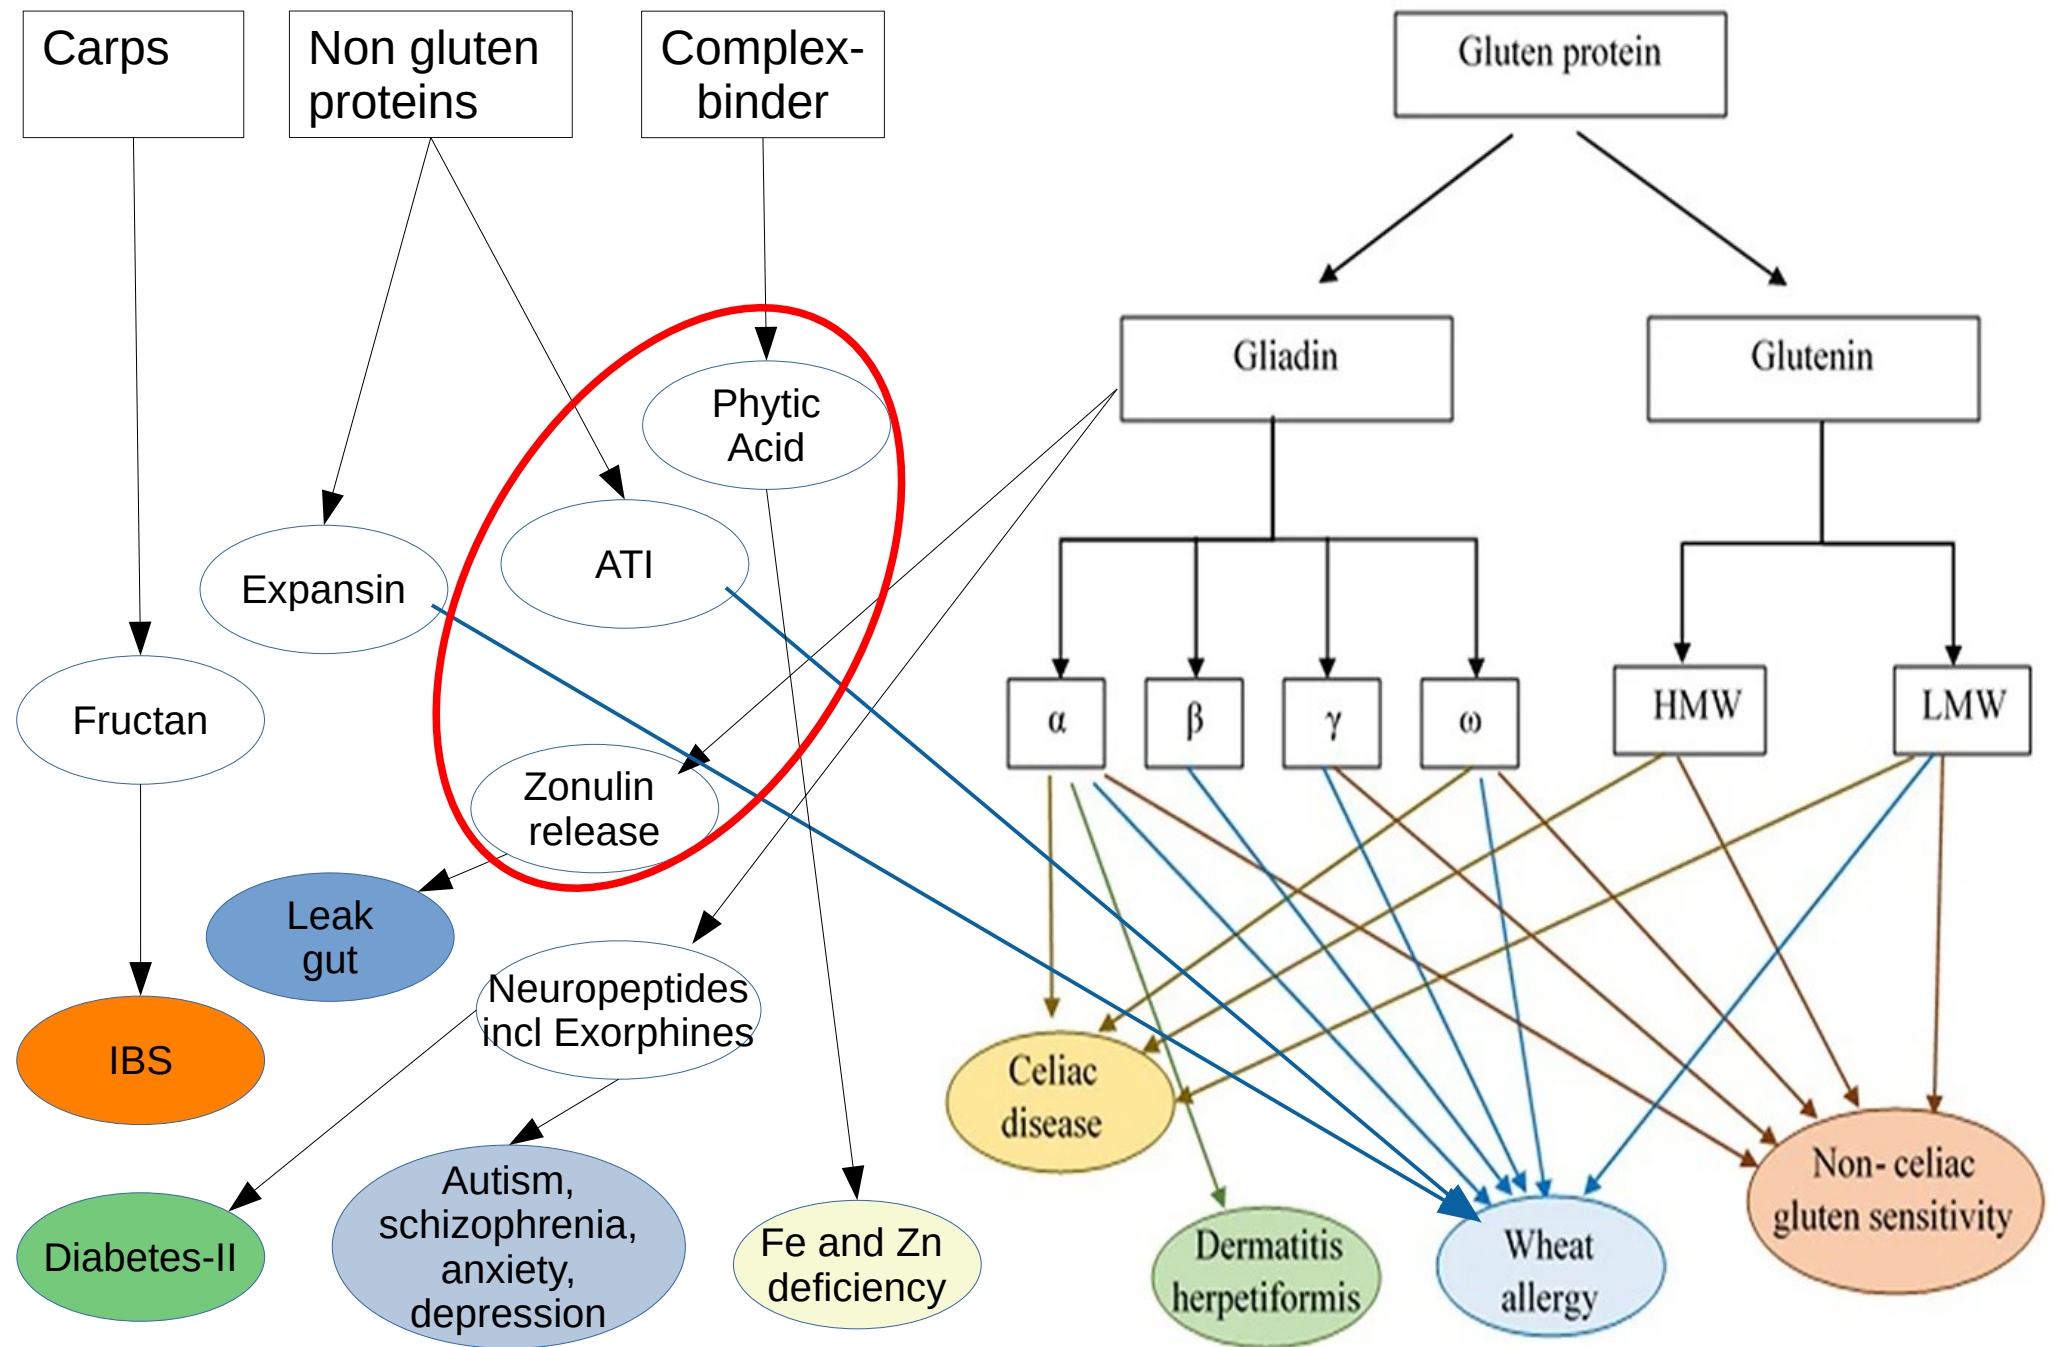 Carps
Non gluten
proteins
Complex-
binder
Gluten protein
Gliadin
Glutenin
Phytic
Acid
ATI
Expansin
Fructan
α
β
γ
ω
HMW
LMW
Zonulin
release
Leak
gut
Neuropeptides
incl Exorphines
IBS
Celiac
disease
Autism,
schizophrenia,
anxiety,
depression
Diabetes-II
Fe and Zn
deficiency
Dermatitis
herpetiformis
Wheat
allergy
Non- celiac
gluten sensitivity